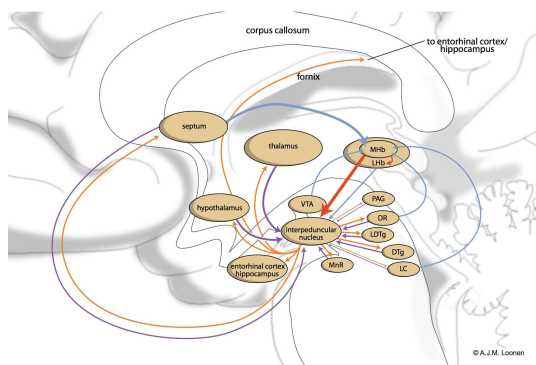 corpus callosum
to entorhinal cortex/
hippocampus
fornix
septum
thalamus
MHb
LHb
hypothalamus
VTA
PAG
interpeduncular
nucleus
DR
LDTg
DTg
LC
MnR
entorhinal cortex
hippocampus
© A.J.M. Loonen